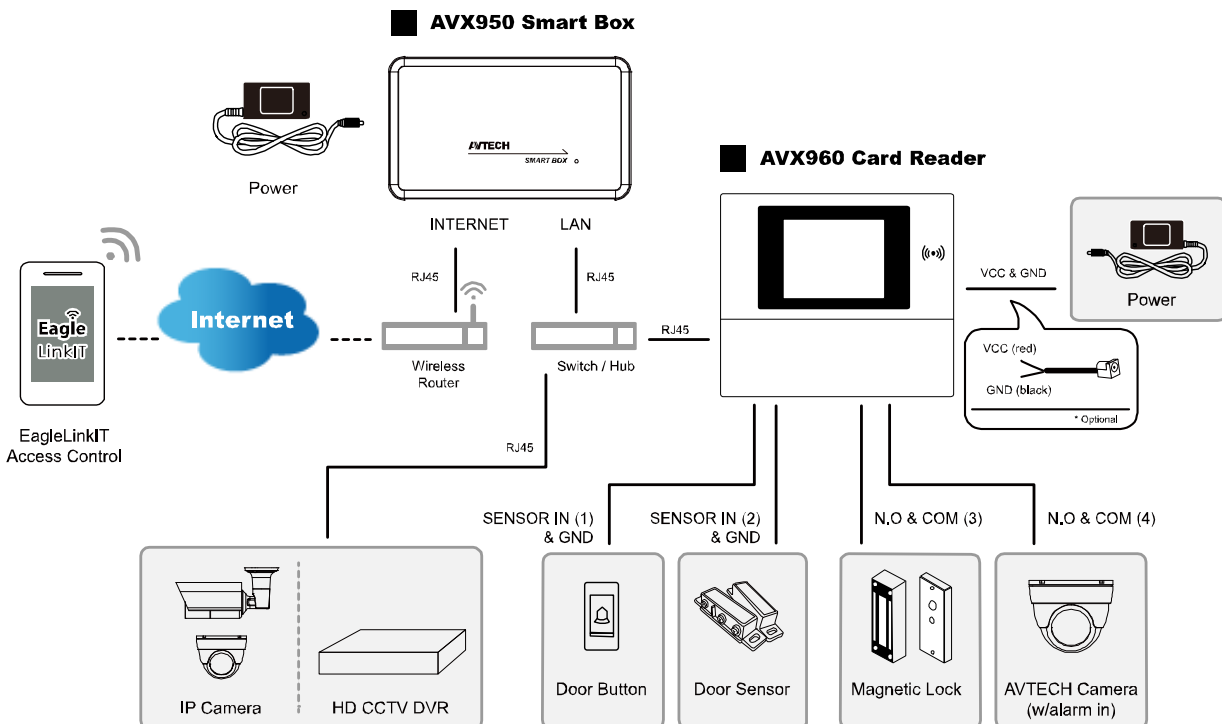 AVX950 Smart Box
AVTECH
SMART BOX
Power
INTERNET
LAN
RJ45
RJ45
AVX960 Card Reader
VCC & GND
Power
VCC (red)
GND (black)
* Optional
Eagle
LinkIT
EagleLinkIT
Access Control
Internet
Wireless
Router
Switch / Hub
RJ45
RJ45
SENSOR IN (1)
& GND
SENSOR IN (2)
& GND
N.O & COM (3)
N.O & COM (4)
IP Camera
HD CCTV DVR
Door Button
Door Sensor
Magnetic Lock
AVTECH Camera
(w/alarm in)